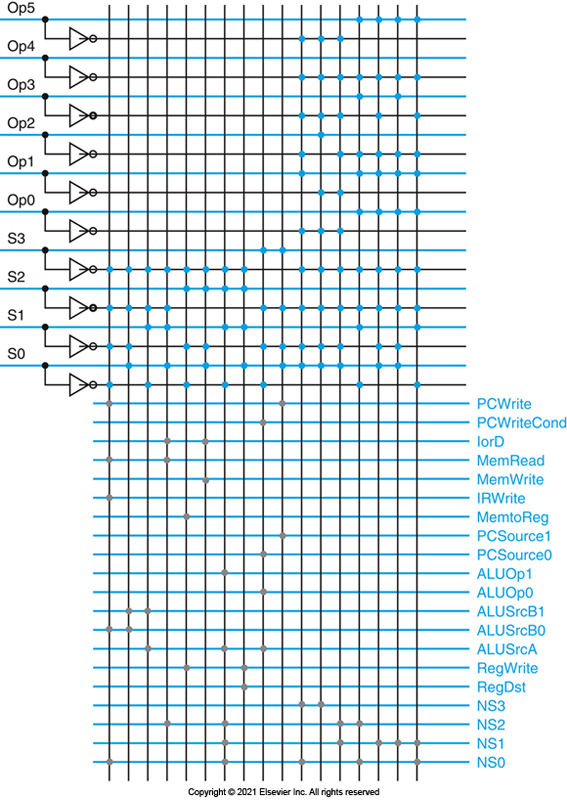 Op5
Op4
Op3
Op2
Op1
Op0
S3
S2
S1
S0
PCWrite
PCWriteCond
IorD
MemRead
MemWrite
IRWrite
MemtoReg
PCSource1
PCSource0
ALUOp1
ALUOp0
ALUSrcB1
ALUSrcB0
ALUSrcA
RegWrite
RegDst
NS3
NS2
NS1
NS0
Copyright © 2021 Elsevier Inc. All rights reserved